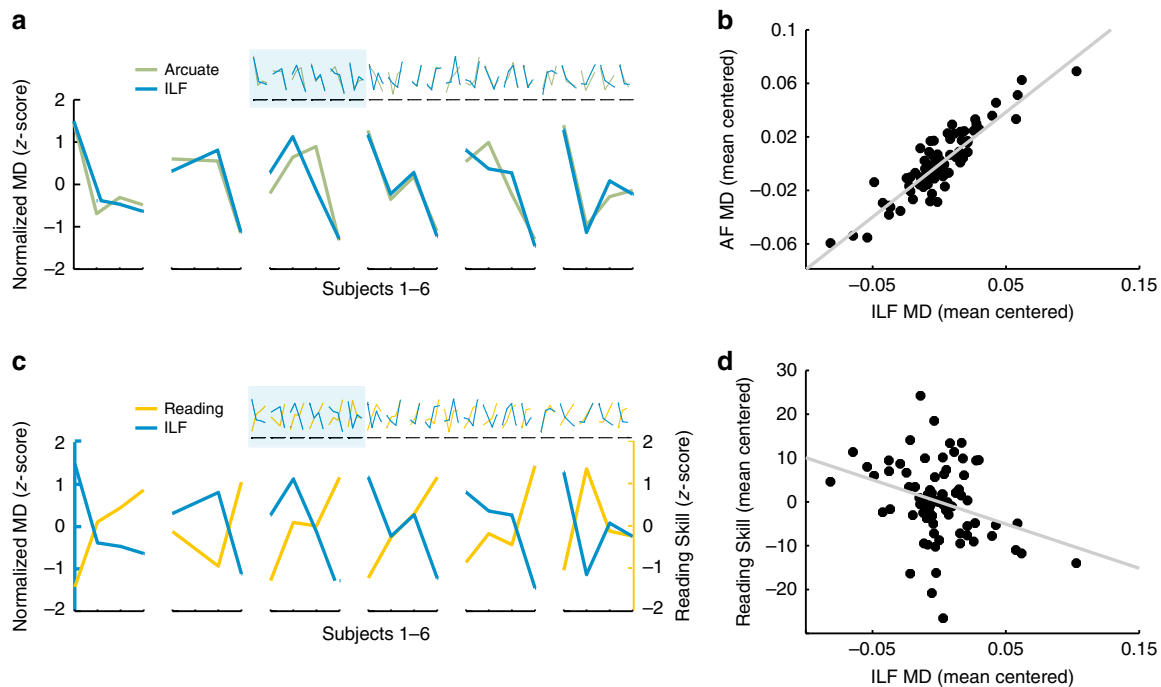 a
Arcuate
ILF
Normalized MD (z-score)
2
1
0
−1
−2
Subjects 1–6
b
AF MD (mean centered)
0.1
0.06
0.02
−0.02
−0.06
−0.05
0.05
0.15
ILF MD (mean centered)
c
Reading
ILF
Normalized MD (z-score)
2
1
0
−1
−2
2
1
0
−1
−2
Reading Skill (z-score)
Subjects 1–6
d
Reading Skill (mean centered)
30
20
10
0
−10
−20
−0.05
0.05
0.15
ILF MD (mean centered)